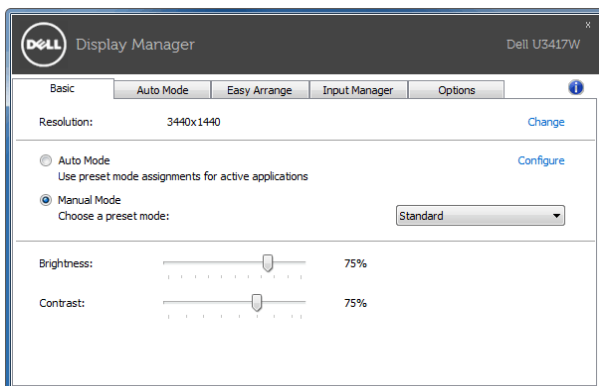 DELL Display Manager Dell U3417W x
Basic Auto Mode Easy Arrange Input Manager Options i
Resolution: 3440x1440 Change
Auto Mode Configure
Use preset mode assignments for active applications
Manual Mode
Choose a preset mode: Standard
Brightness: 75%
Contrast: 75%